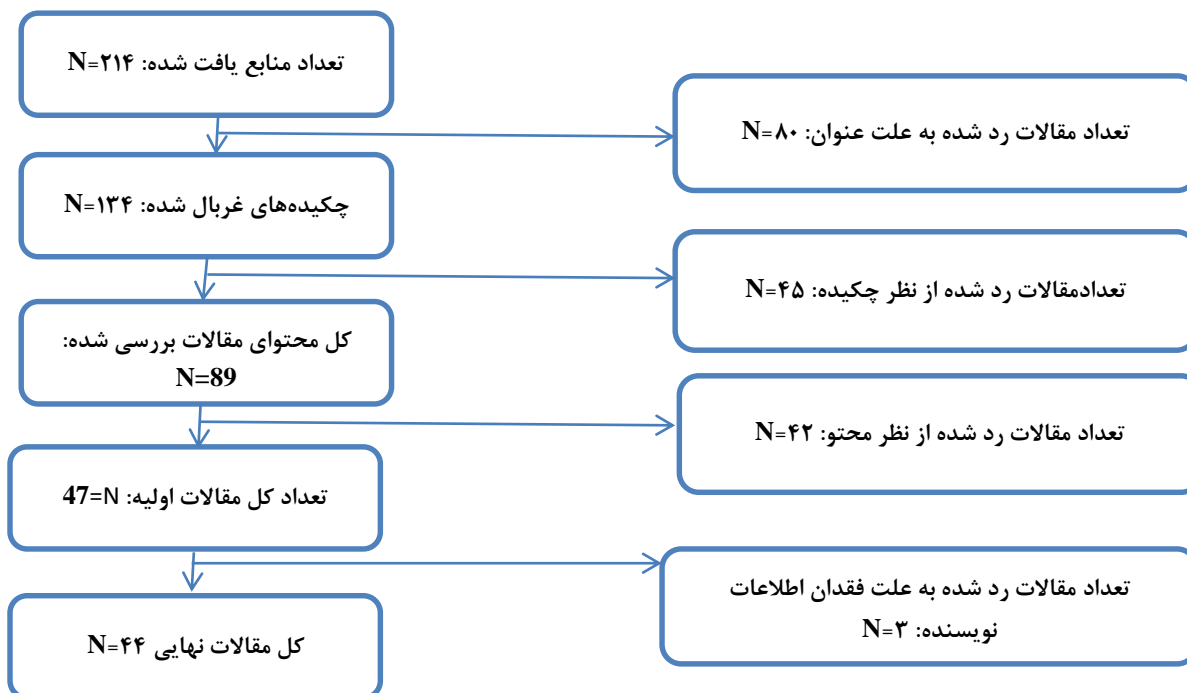 تعداد منابع یافت شده: N=۲۱۴
تعداد مقالات رد شده به علت عنوان: N=۸۰
چکیده‌های غربال شده: N=۱۳۴
تعدادمقالات رد شده از نظر چکیده: N=۴۵
کل محتوای مقالات بررسی شده:
N=89
تعداد مقالات رد شده از نظر محتو: N=۴۲
تعداد کل مقالات اولیه: 47=N
تعداد مقالات رد شده به علت فقدان اطلاعات
نویسنده: N=۳
کل مقالات نهایی N=۴۴